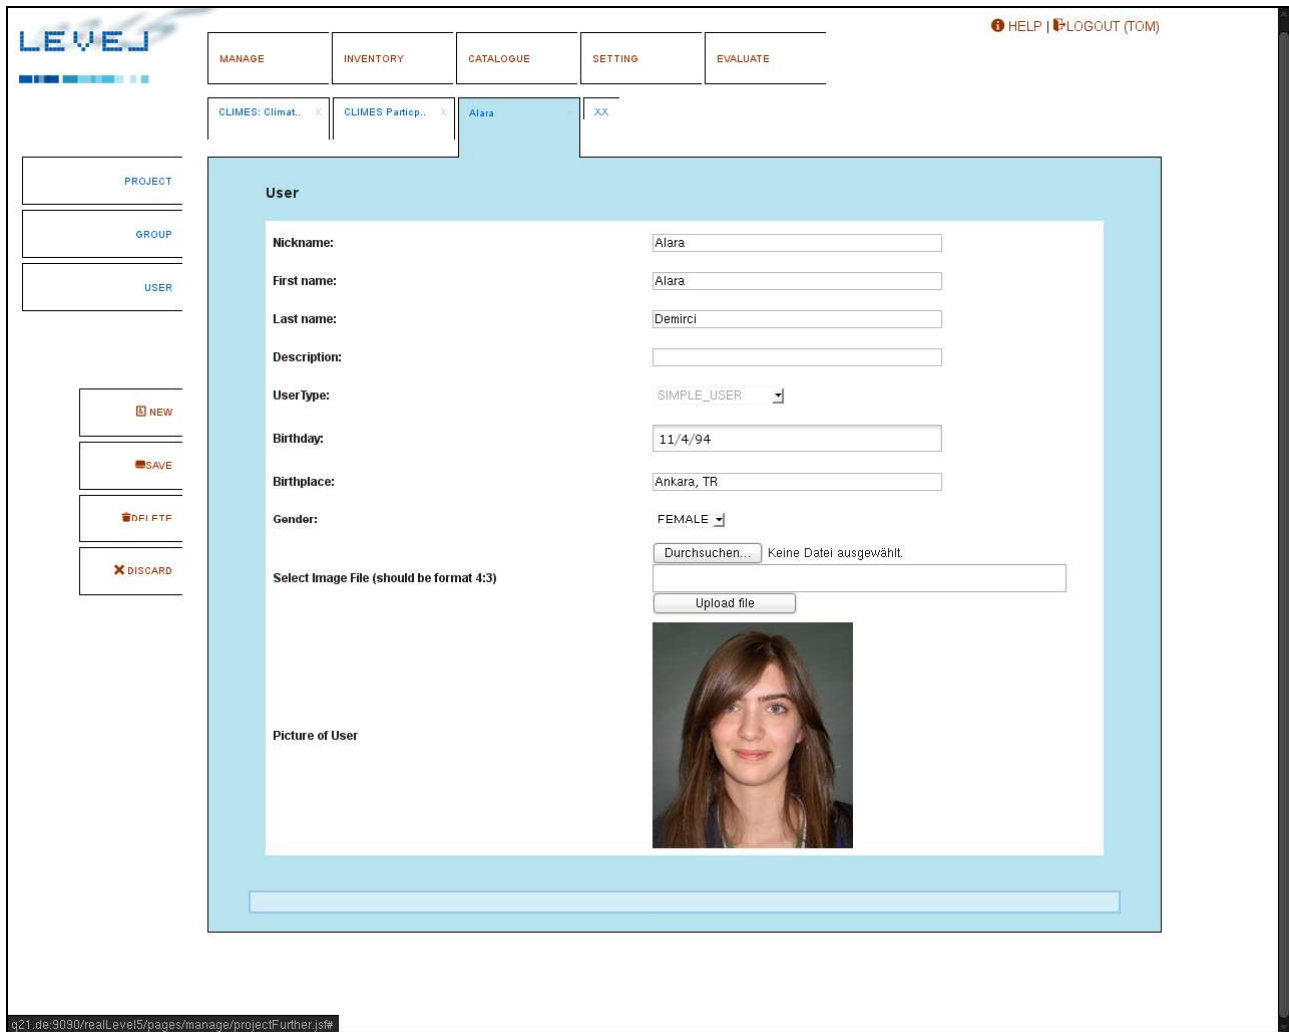 LEVEL5
HELP | LOGOUT (TOM)
MANAGE
INVENTORY
CATALOGUE
SETTING
EVALUATE
CLIMES: Climat.. X
CLIMES Particp.. X
Alara
XX
PROJECT
GROUP
USER
NEW
SAVE
DELETE
DISCARD
User
Nickname: Alara
First name: Alara
Last name: Demirci
Description:
UserType: SIMPLE_USER
Birthday: 11/4/94
Birthplace: Ankara, TR
Gender: FEMALE
Durchsuchen... Keine Datei ausgewählt.
Select Image File (should be format 4:3)
Upload file
Picture of User
q21.de:9090/realLevel5/pages/manage/projectFurther.jsf#